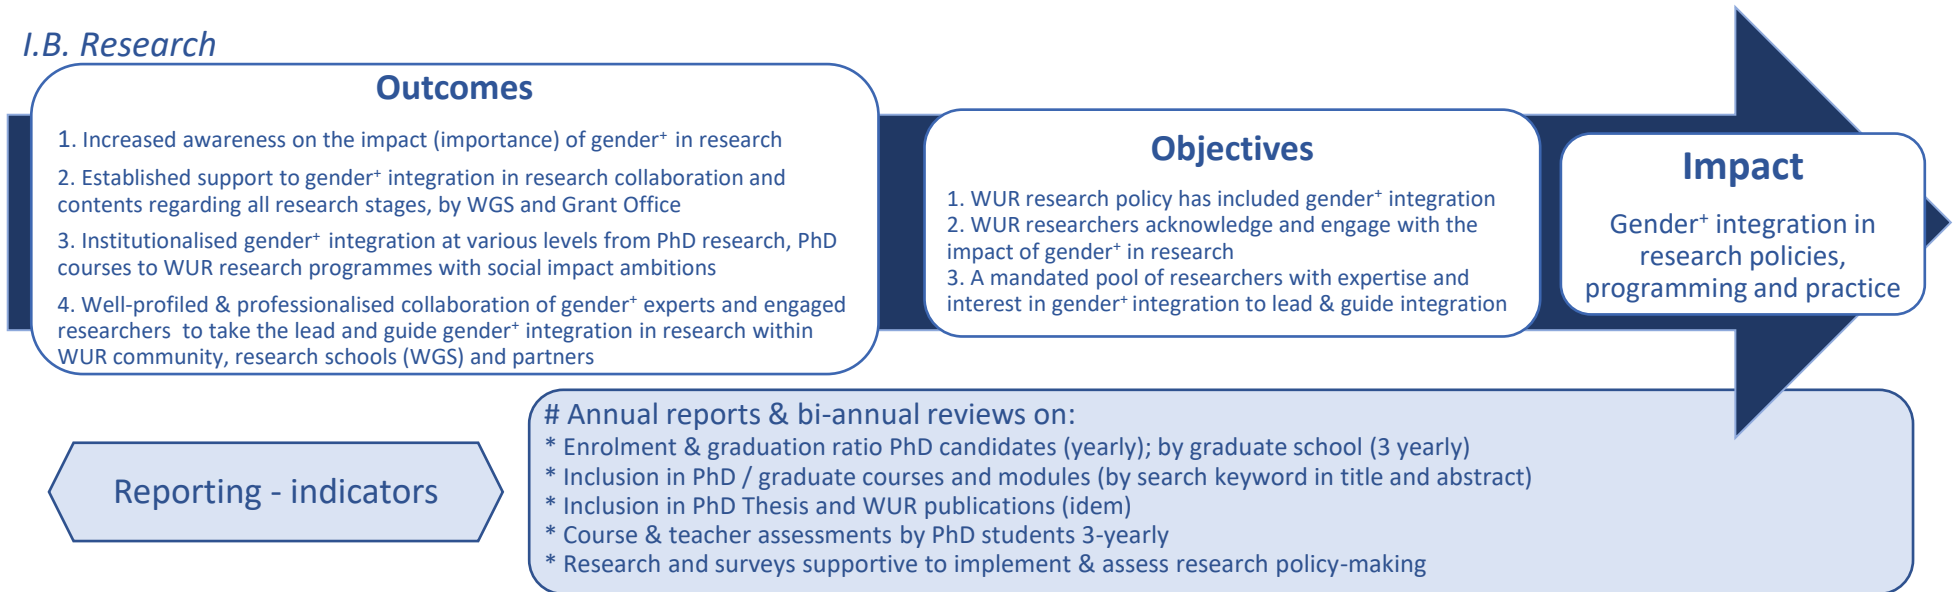 I.B. Research
Outcomes
1. Increased awareness on the impact (importance) of gender⁺ in research
2. Established support to gender⁺ integration in research collaboration and
contents regarding all research stages, by WGS and Grant Office
3. Institutionalised gender⁺ integration at various levels from PhD research, PhD
courses to WUR research programmes with social impact ambitions
4. Well-profiled & professionalised collaboration of gender⁺ experts and engaged
researchers to take the lead and guide gender⁺ integration in research within
WUR community, research schools (WGS) and partners
Objectives
1. WUR research policy has included gender⁺ integration
2. WUR researchers acknowledge and engage with the
impact of gender⁺ in research
3. A mandated pool of researchers with expertise and
interest in gender⁺ integration to lead & guide integration
Impact
Gender⁺ integration in
research policies,
programming and practice
Reporting - indicators
# Annual reports & bi-annual reviews on:
* Enrolment & graduation ratio PhD candidates (yearly); by graduate school (3 yearly)
* Inclusion in PhD / graduate courses and modules (by search keyword in title and abstract)
* Inclusion in PhD Thesis and WUR publications (idem)
* Course & teacher assessments by PhD students 3-yearly
* Research and surveys supportive to implement & assess research policy-making